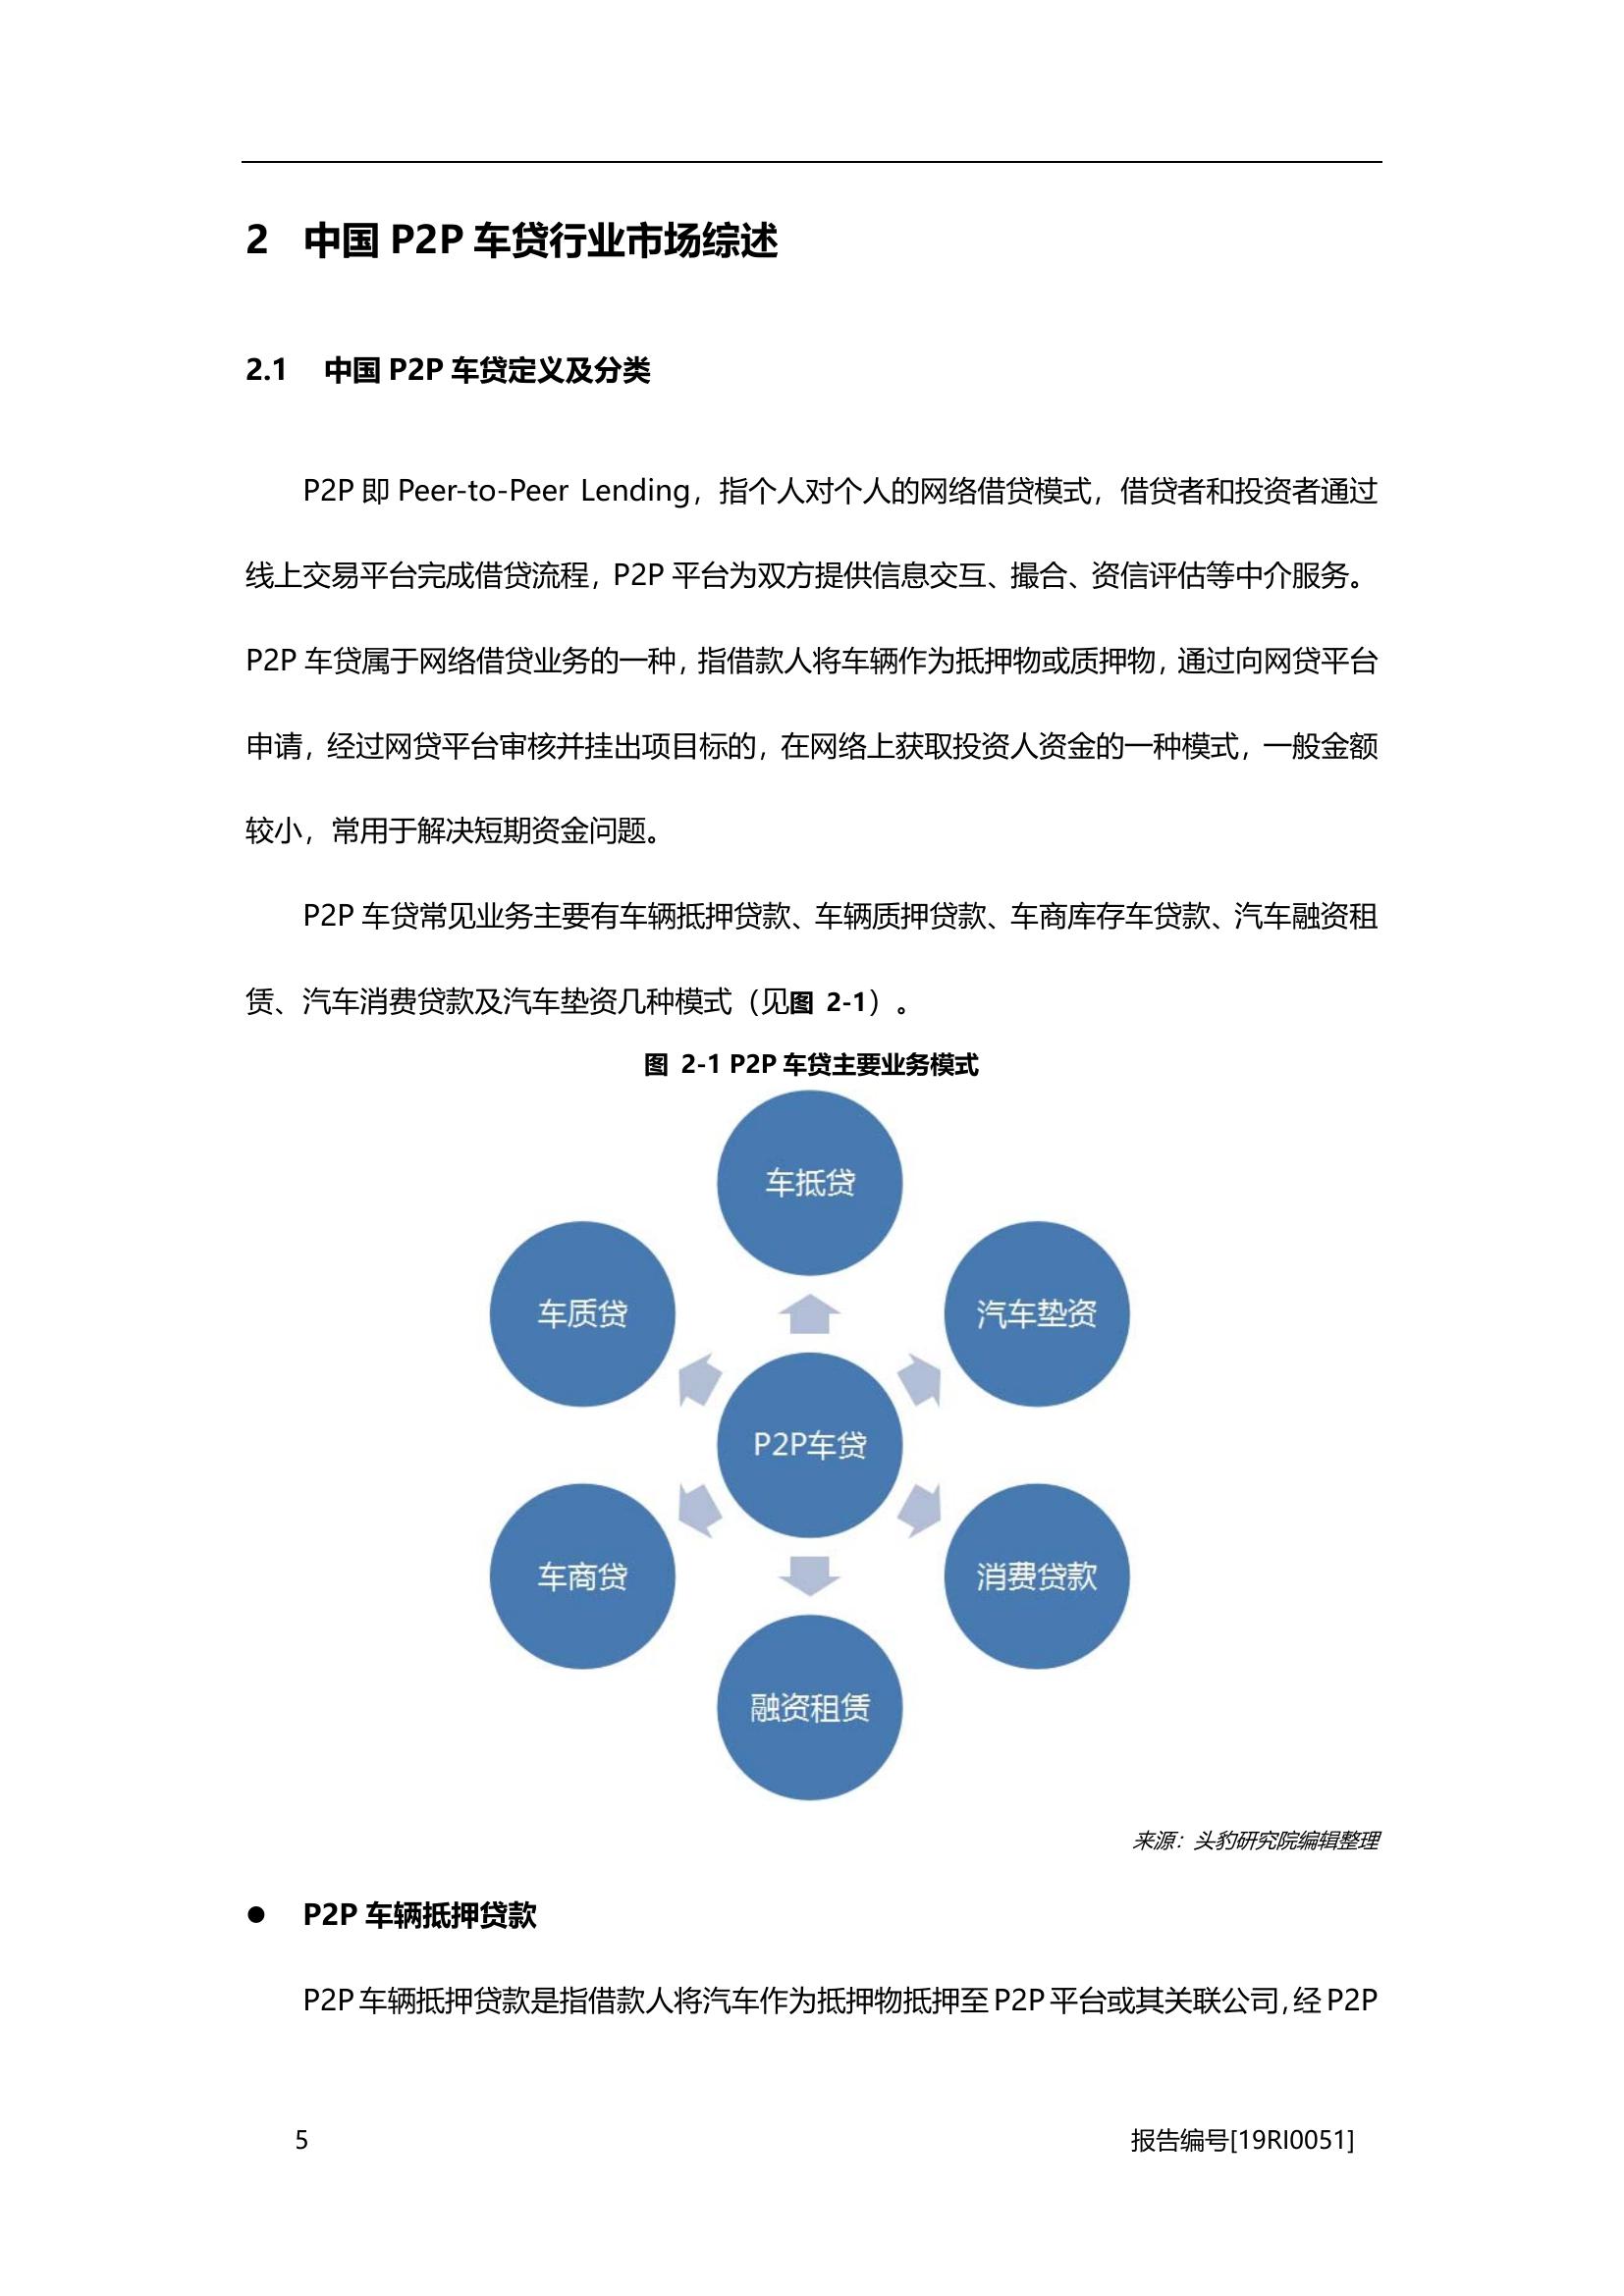 2 中国 P2P 车贷行业市场综述
2.1 中国 P2P 车贷定义及分类
P2P 即 Peer-to-Peer Lending，指个人对个人的网络借贷模式，借贷者和投资者通过
线上交易平台完成借贷流程，P2P 平台为双方提供信息交互、撮合、资信评估等中介服务。
P2P 车贷属于网络借贷业务的一种，指借款人将车辆作为抵押物或质押物，通过向网贷平台
申请，经过网贷平台审核并挂出项目标的，在网络上获取投资人资金的一种模式，一般金额
较小，常用于解决短期资金问题。
P2P 车贷常见业务主要有车辆抵押贷款、车辆质押贷款、车商库存车贷款、汽车融资租
赁、汽车消费贷款及汽车垫资几种模式（见图 2-1）。
图 2-1 P2P 车贷主要业务模式
车抵贷
车质贷
汽车垫资
P2P车贷
车商贷
消费贷款
融资租赁
来源：头豹研究院编辑整理
● P2P 车辆抵押贷款
P2P 车辆抵押贷款是指借款人将汽车作为抵押物抵押至 P2P 平台或其关联公司，经 P2P
5 报告编号[19RI0051]